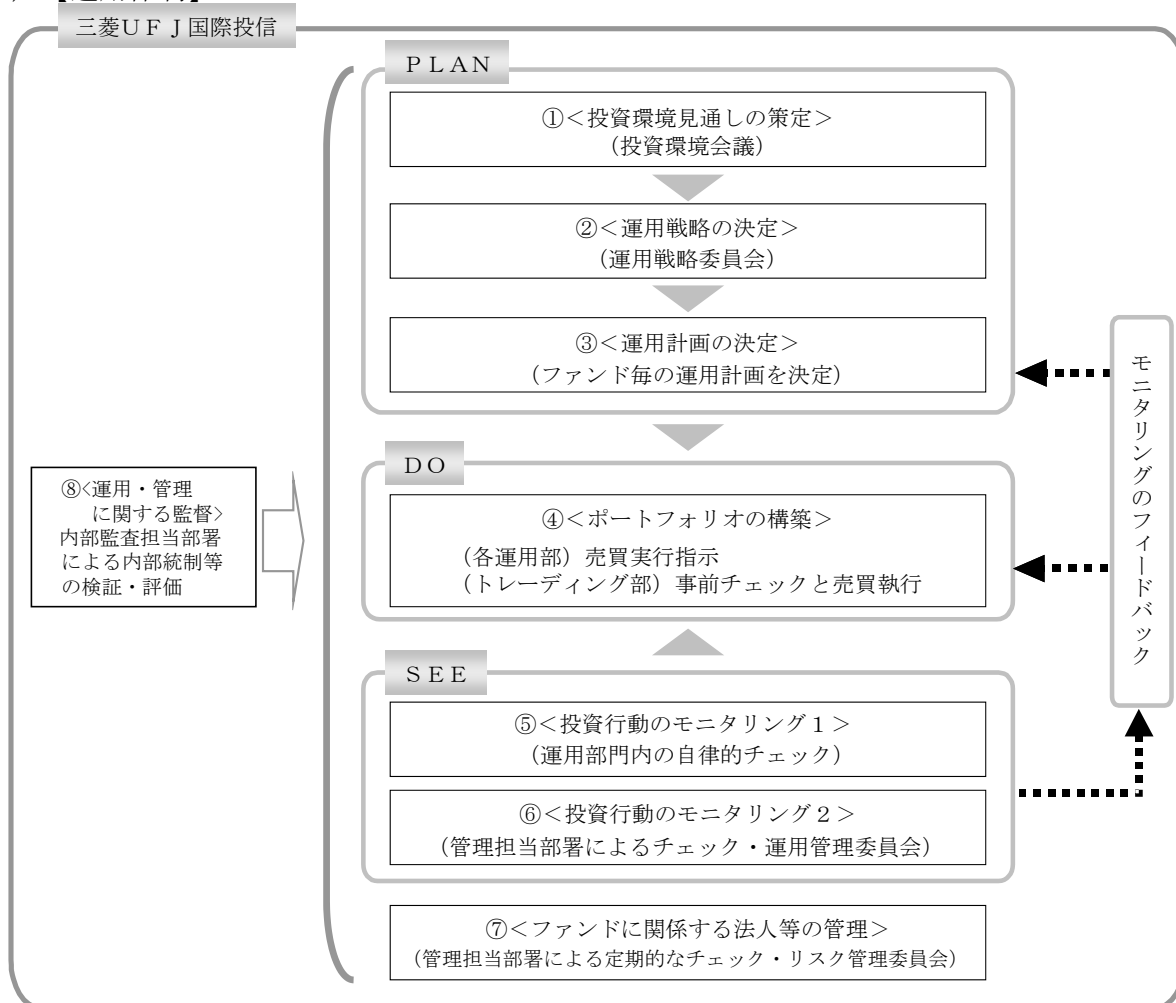 三菱ＵＦＪ国際投信
ＰＬＡＮ
①＜投資環境見通しの策定＞
（投資環境会議）
②＜運用戦略の決定＞
（運用戦略委員会）
③＜運用計画の決定＞
（ファンド毎の運用計画を決定）
ＤＯ
④＜ポートフォリオの構築＞
（各運用部）売買実行指示
（トレーディング部）事前チェックと売買執行
ＳＥＥ
⑤＜投資行動のモニタリング１＞
（運用部門内の自律的チェック）
⑥＜投資行動のモニタリング２＞
（管理担当部署によるチェック・運用管理委員会）
⑦＜ファンドに関係する法人等の管理＞
（管理担当部署による定期的なチェック・リスク管理委員会）
⑧<運用・管理
に関する監督>
内部監査担当部署
による内部統制等
の検証・評価
モニタリングのフィードバック